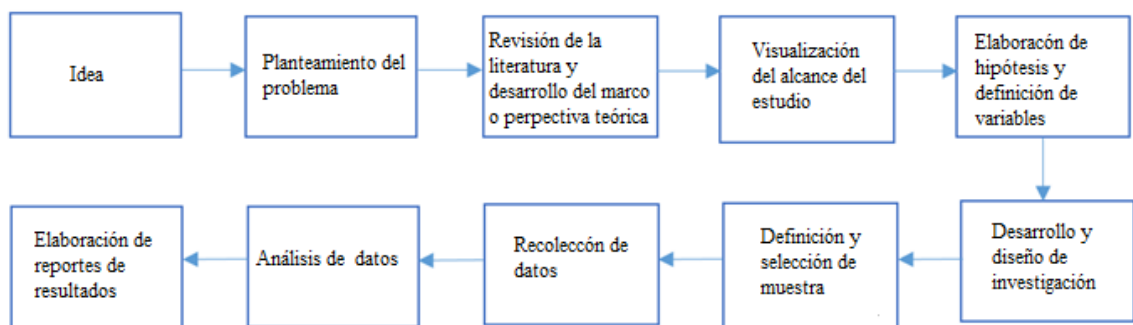 Idea
Planteamiento del
problema
Revisión de la
literatura y
desarrollo del marco
o perpectiva teórica
Visualización
del alcance del
estudio
Elaboracón de
hipótesis y
definición de
variables
Desarrollo y
diseño de
investigación
Definición y
selección de
muestra
Recoleccón de
datos
Análisis de datos
Elaboración de
reportes de
resultados